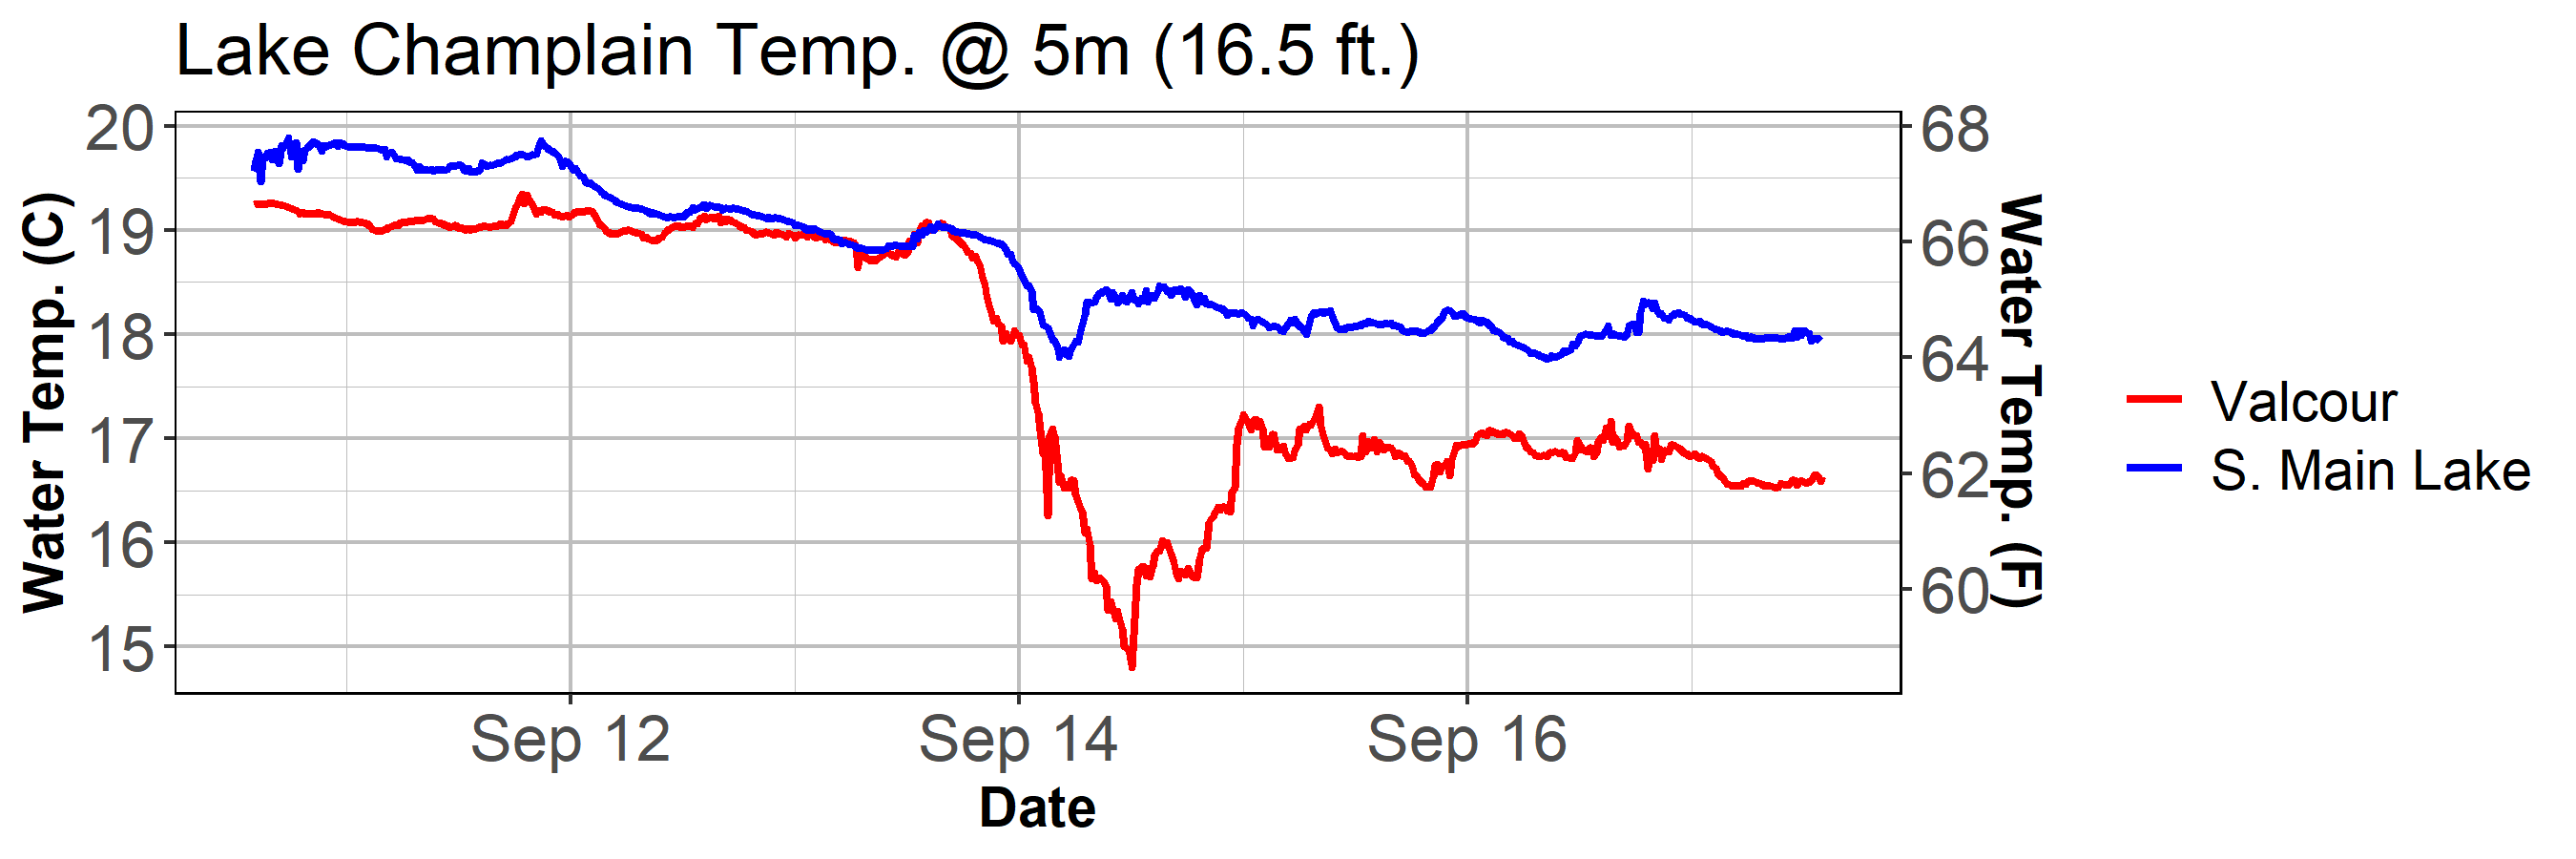 Lake Champlain Temp. @ 5m (16.5 ft.)
Water Temp. (C)
20
19
18
17
16
15
68
66
64
62
60
Water Temp. (F)
Sep 12
Sep 14
Sep 16
Date
Valcour
S. Main Lake